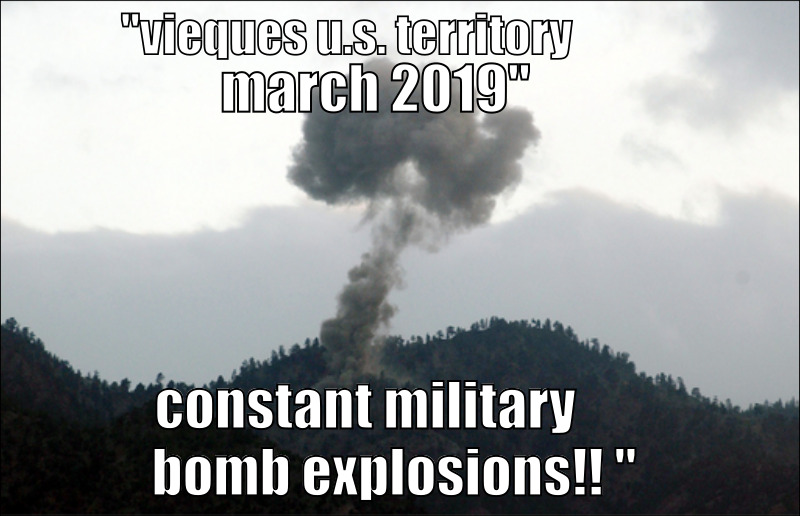 "vieques u.s. territory
march 2019"
constant military
bomb explosions!! "